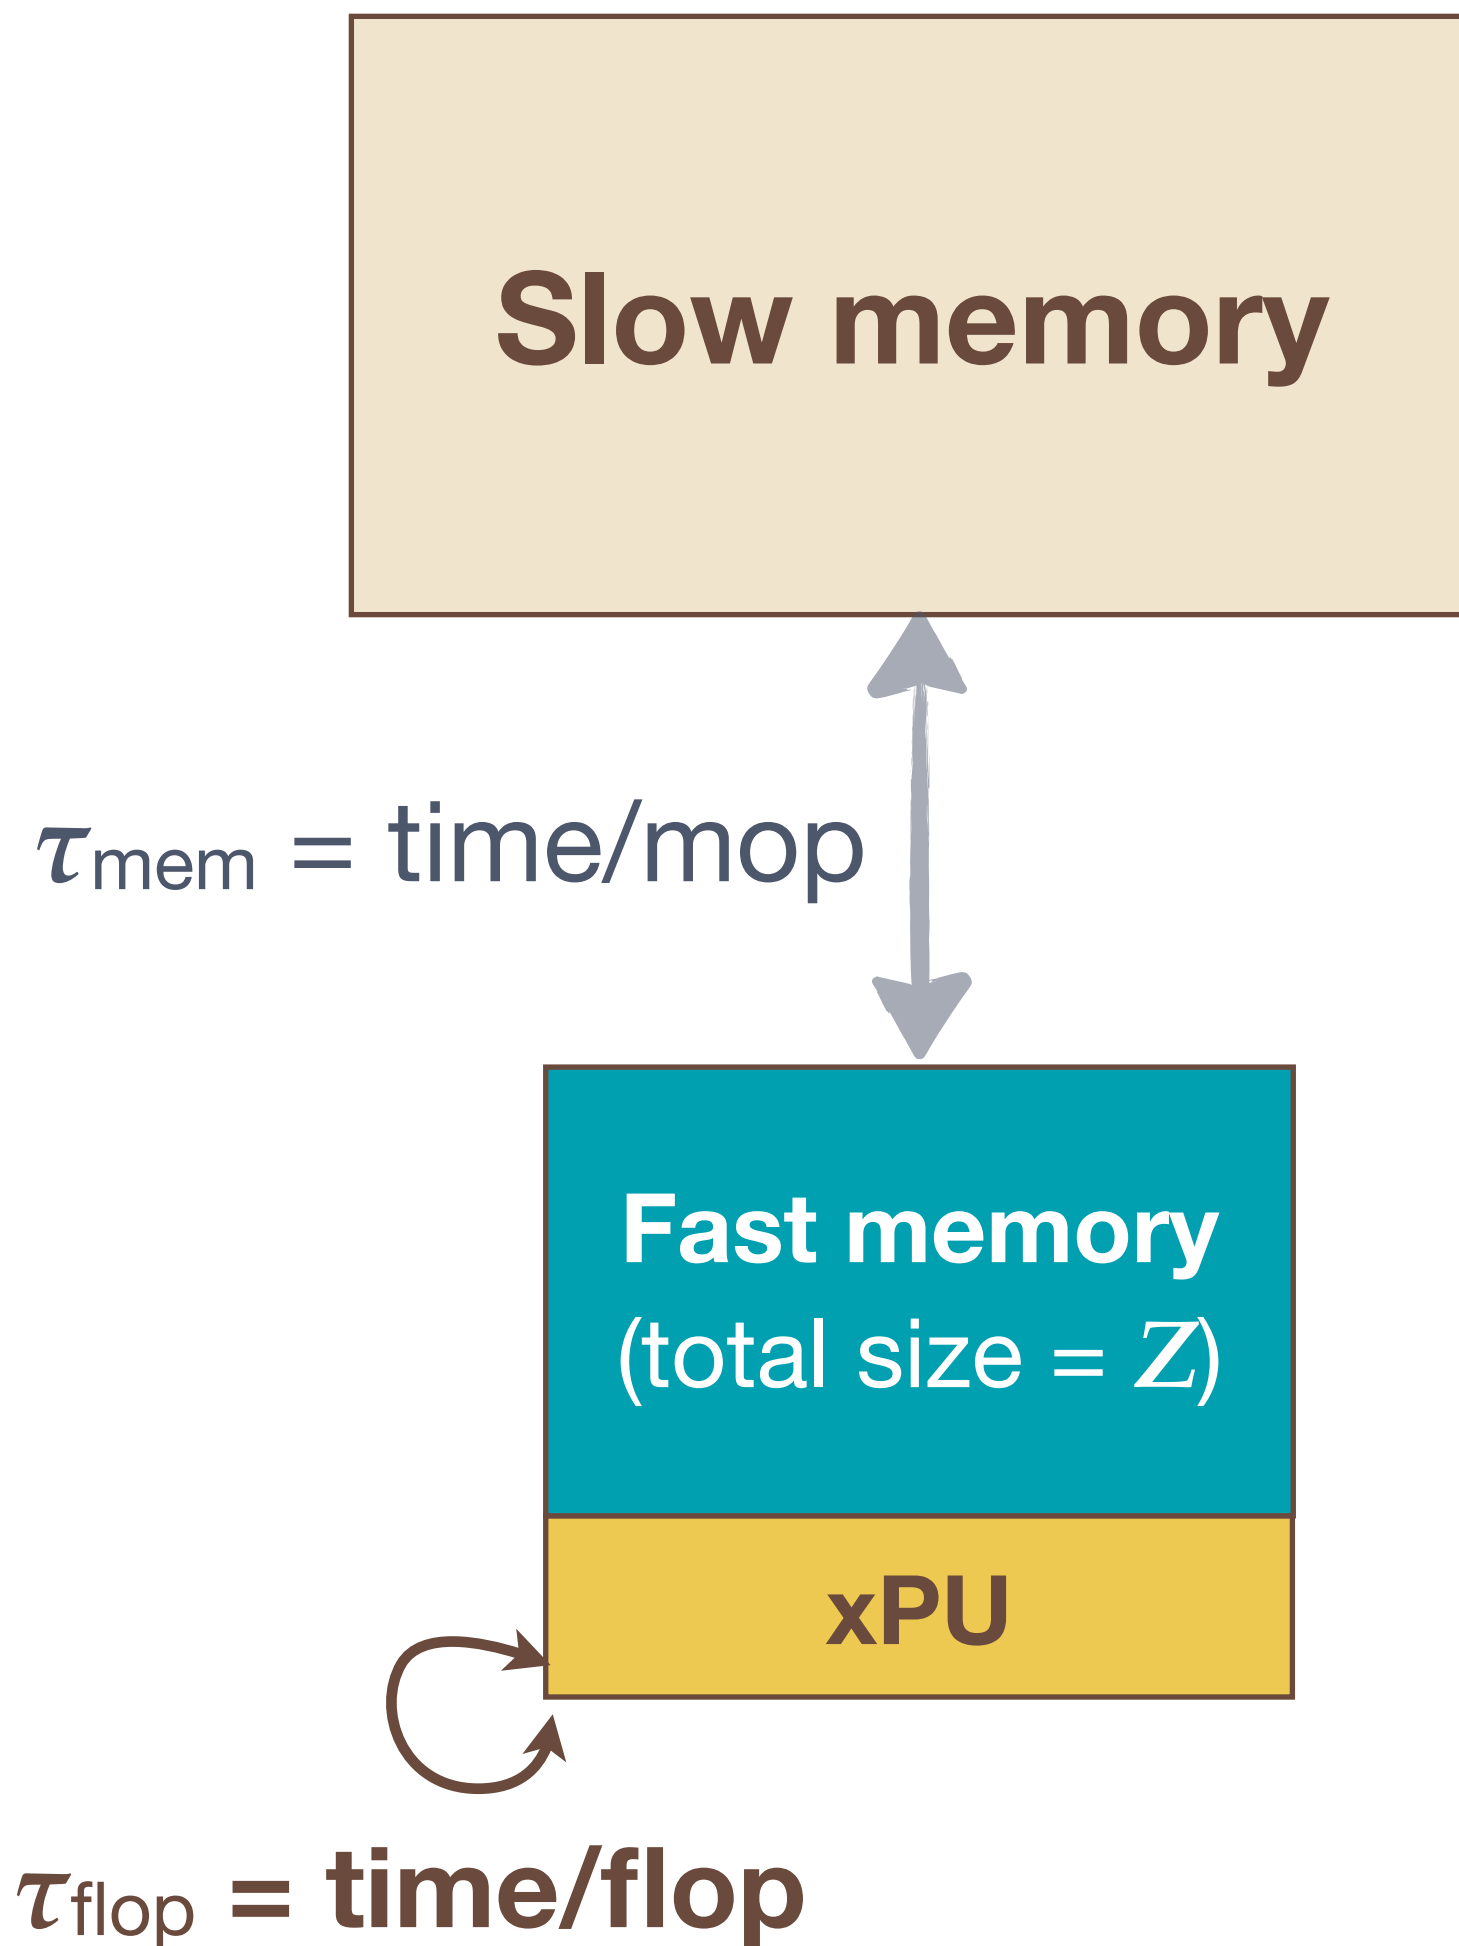 Slow memory
τmem = time/mop
Fast memory
(total size = Z)
xPU
τflop = time/flop